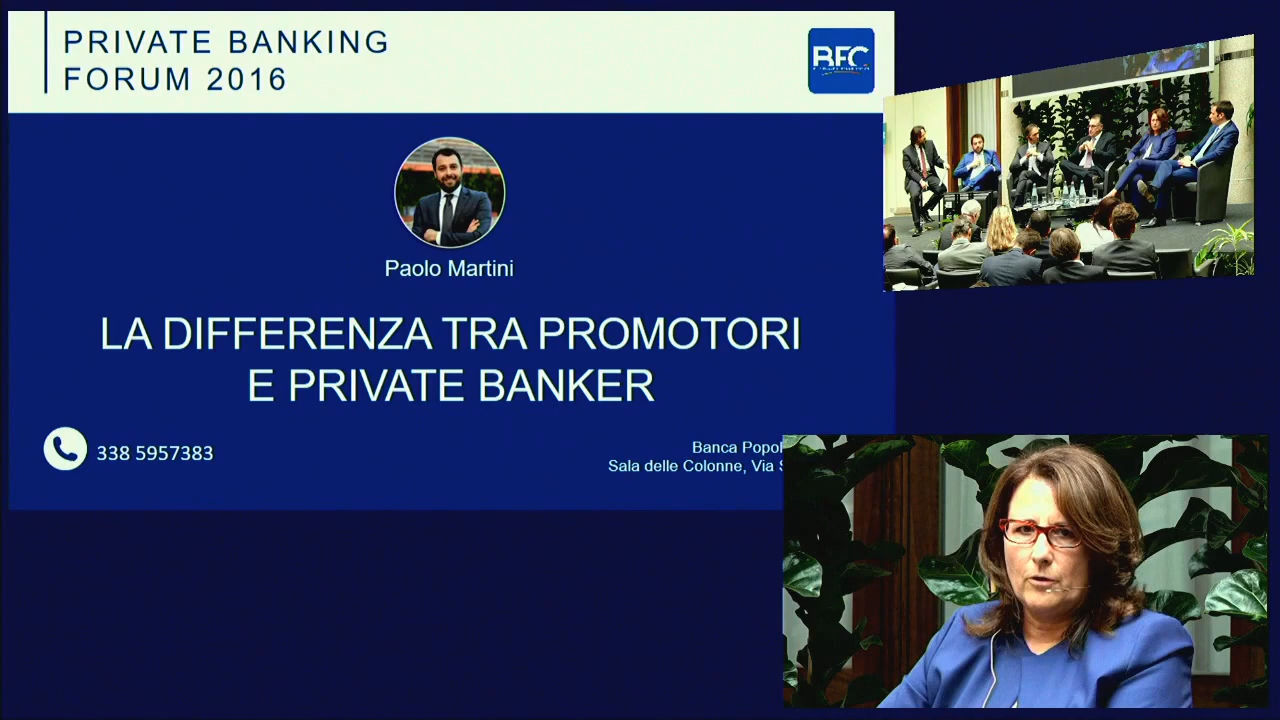 PRIVATE BANKING
FORUM 2016
BFC
Paolo Martini
LA DIFFERENZA TRA PROMOTORI
E PRIVATE BANKER
338 5957383
Banca
Sala delle Colonne, Via